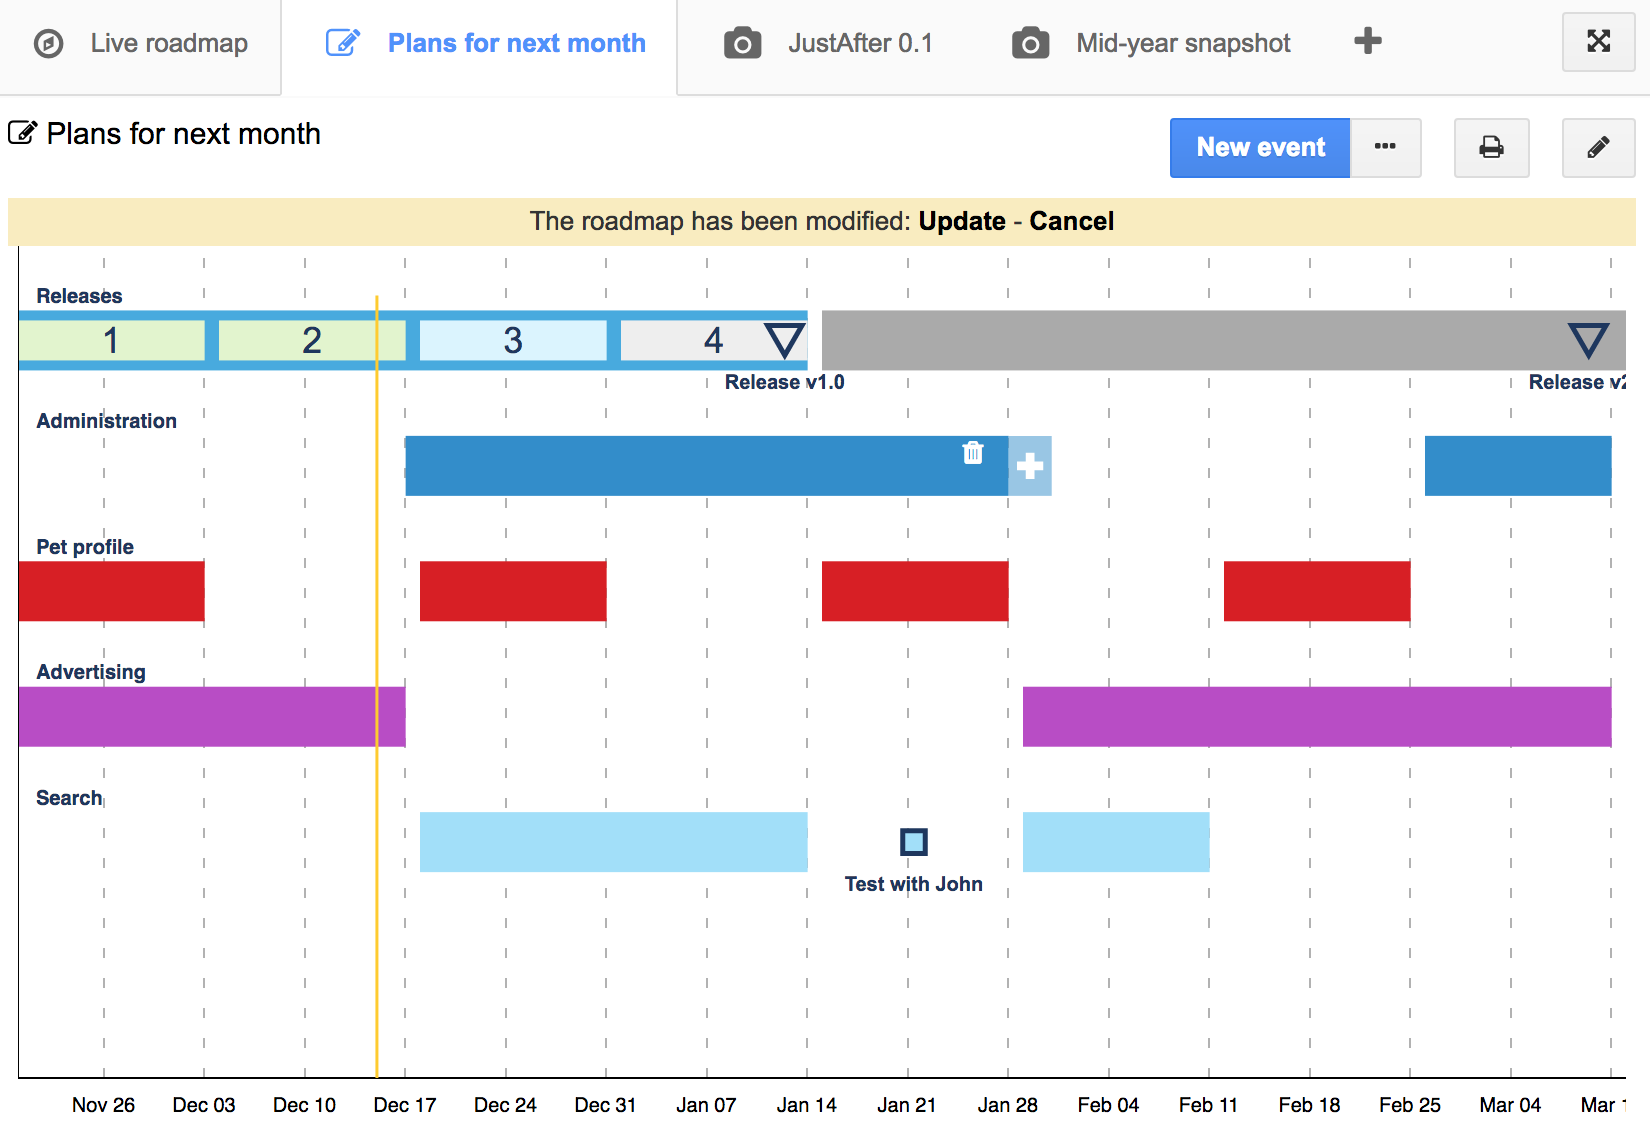 Live roadmap
Plans for next month
JustAfter 0.1
Mid-year snapshot
Plans for next month
New event
The roadmap has been modified: Update - Cancel
Releases
1
2
3
4
Release v1.0
Release v2
Administration
Pet profile
Advertising
Search
Test with John
Nov 26
Dec 03
Dec 10
Dec 17
Dec 24
Dec 31
Jan 07
Jan 14
Jan 21
Jan 28
Feb 04
Feb 11
Feb 18
Feb 25
Mar 04
Mar 1